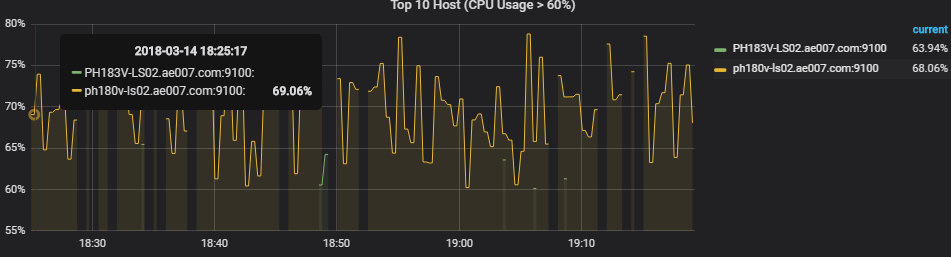 Top 10 Host (CPU Usage > 60%)
80%
75%
70%
65%
60%
55%
2018-03-14 18:25:17
PH183V-LS02.ae007.com:9100:
ph180v-ls02.ae007.com:9100: 69.06%
18:30 18:40 18:50 19:00 19:10
current
PH183V-LS02.ae007.com:9100 63.94%
ph180v-ls02.ae007.com:9100 68.06%